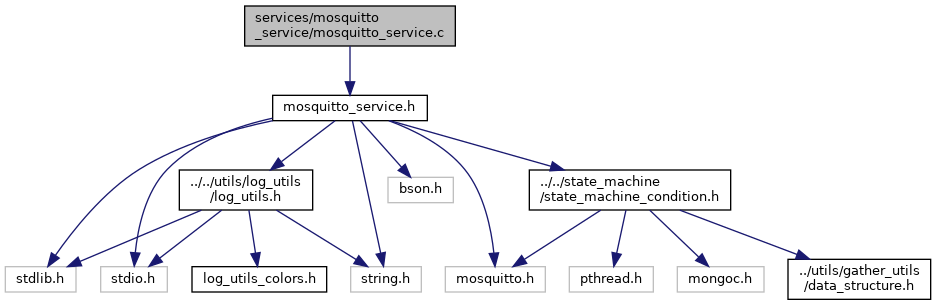 services/mosquitto
_service/mosquitto_service.c
mosquitto_service.h
../../utils/log_utils
/log_utils.h
bson.h
../../state_machine
/state_machine_condition.h
stdlib.h
stdio.h
log_utils_colors.h
string.h
mosquitto.h
pthread.h
mongoc.h
../utils/gather_utils
/data_structure.h